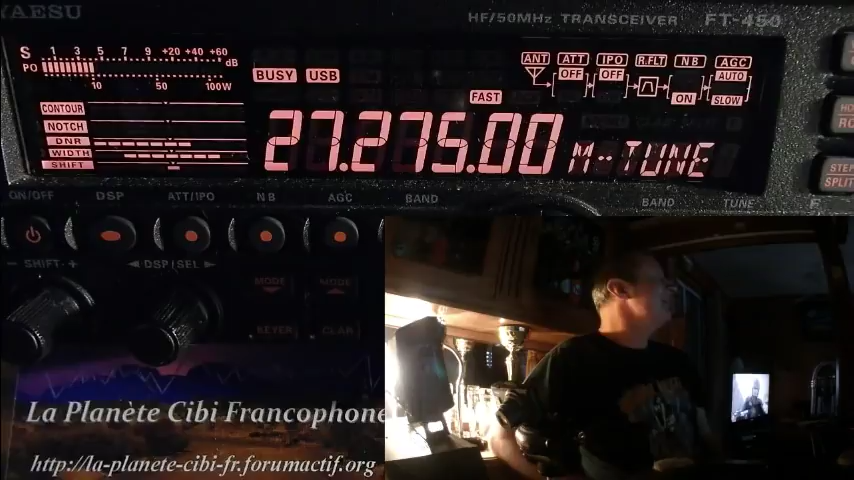 YAESU
HF/50MHz TRANSCEIVER FT-450
S 1 3 5 7 9 +20 +40 +60 dB
PO 10 50 100W
BUSY USB
ANT ATT IPO R.FLT NB AGC
OFF OFF ON AUTO
SLOW
FAST
CONTOUR
NOTCH
DNR
WIDTH
SHIFT
27.275.00 M-TUNE
STEP
SPLIT
ON/OFF DSP ATT/IPO NB AGC BAND BAND TUNE
- SHIFT + ◄ DSP/SEL ►
MODE MODE
KEYER CLAR
La Planète Cibi Francophone
http://la-planete-cibi-fr.forumactif.org